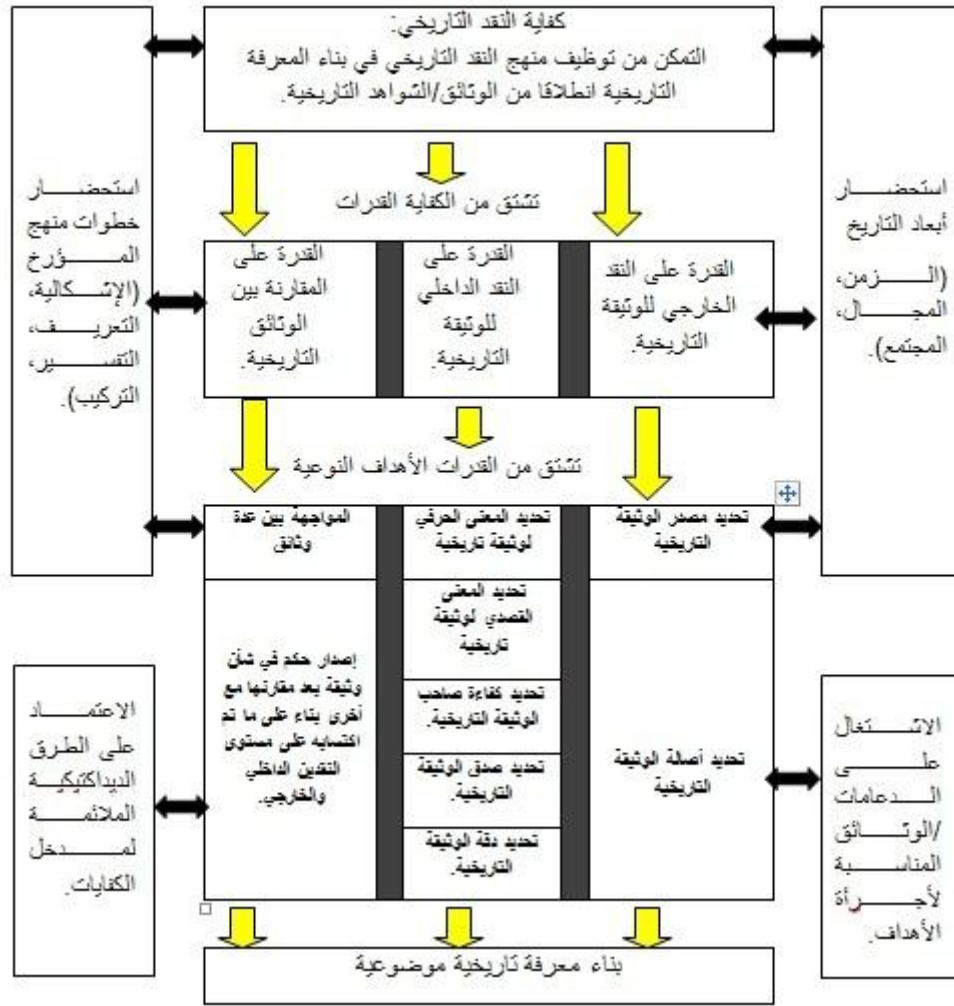 كفاية النقد التاريخي:
التمكن من توظيف منهج النقد التاريخي في بناء المعرفة
التاريخية انطلاقا من الوثائق/الشواهد التاريخية.
استحضار
أبعاد التاريخ
(الزمن،
المجال،
المجتمع).
استحضار
خطوات منهج
المؤرخ
(الإشكالية،
التعريف،
التفسير،
التركيب).
تشتق من الكفاية القدرات
القدرة على النقد
الخارجي للوثيقة
التاريخية.
القدرة على
النقد الداخلي
للوثيقة
التاريخية.
القدرة على
المقارنة بين
الوثائق
التاريخية.
تشتق من القدرات الأهداف النوعية
تحديد مصدر الوثيقة
التاريخية
تحديد المعنى الحرفي
لوثيقة تاريخية
المواجهة بين عدة
وثائق
تحديد أصالة الوثيقة
التاريخية
تحديد المعنى
القصدي لوثيقة
تاريخية
تحديد كفاءة صاحب
الوثيقة التاريخية.
تحديد صدق الوثيقة
التاريخية.
تحديد دقة الوثيقة
التاريخية.
إصدار حكم في شأن
وثيقة بعد مقارنتها مع
أخرى بناء على ما تم
اكتسابه على مستوى
النقدين الداخلي
والخارجي.
الاشتغال
على
الدعامات
/الوثائق
المناسبة
لأجرأة
الأهداف.
الاعتماد
على الطرق
الديداكتيكية
الملائمة
لمدخل
الكفايات.
بناء معرفة تاريخية موضوعية